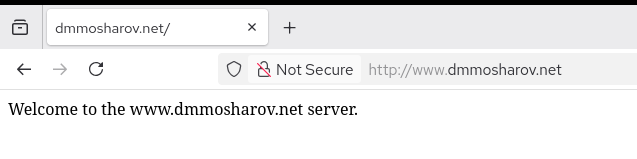 dmmosharov.net/
Not Secure http://www.dmmosharov.net
Welcome to the www.dmmosharov.net server.